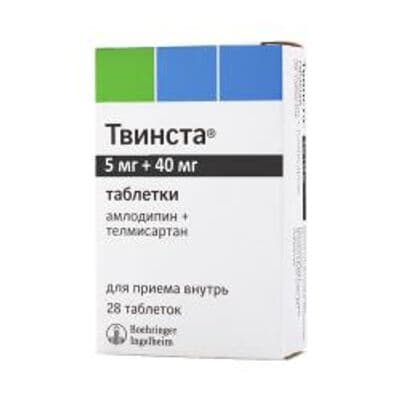 Твинста®
5 мг + 40 мг
таблетки
амлодипин +
телмисартан
для приема внутрь
28 таблеток
Boehringer
Ingelheim